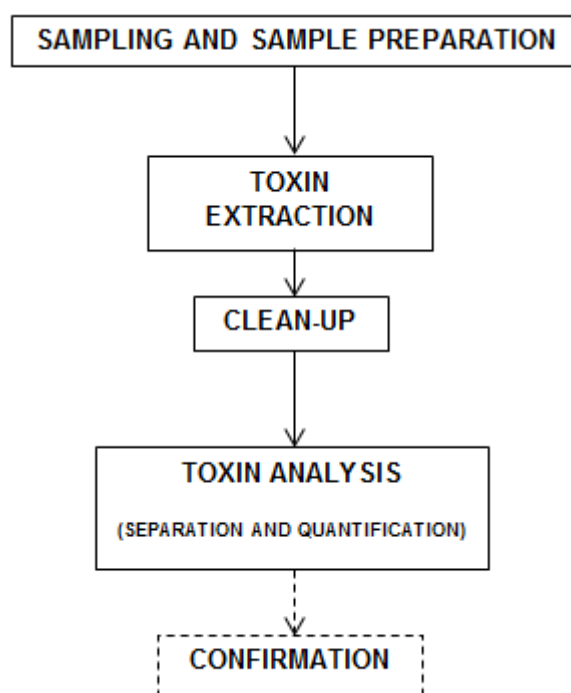 SAMPLING AND SAMPLE PREPARATION
TOXIN
EXTRACTION
CLEAN-UP
TOXIN ANALYSIS
(SEPARATION AND QUANTIFICATION)
CONFIRMATION